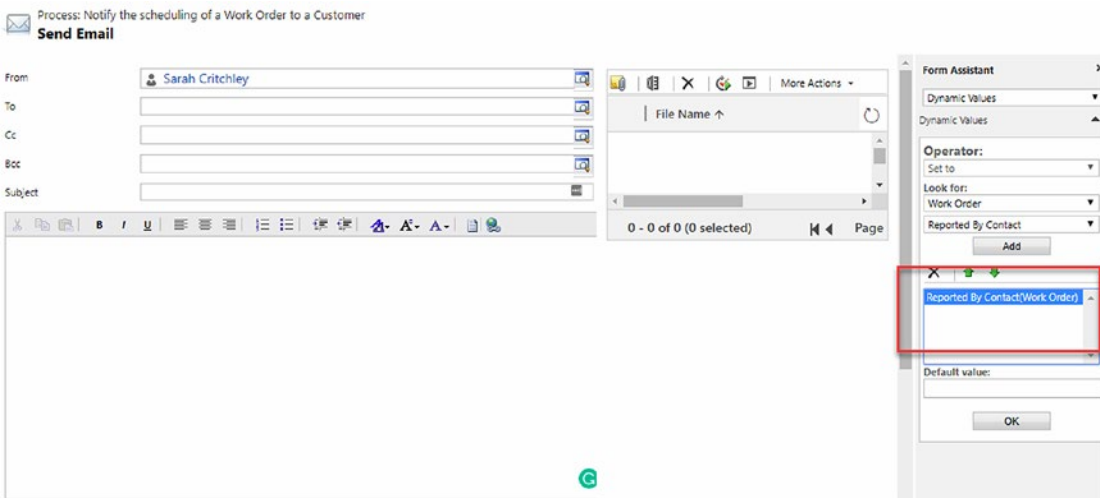 Process: Notify the scheduling of a Work Order to a Customer
Send Email
From
Sarah Critchley
To
Cc
Bcc
Subject
B I U
A A A
More Actions
File Name
0 - 0 of 0 (0 selected)
Page
Form Assistant
Dynamic Values
Dynamic Values
Operator:
Set to
Look for:
Work Order
Reported By Contact
Add
Reported By Contact(Work Order)
Default value:
OK
G